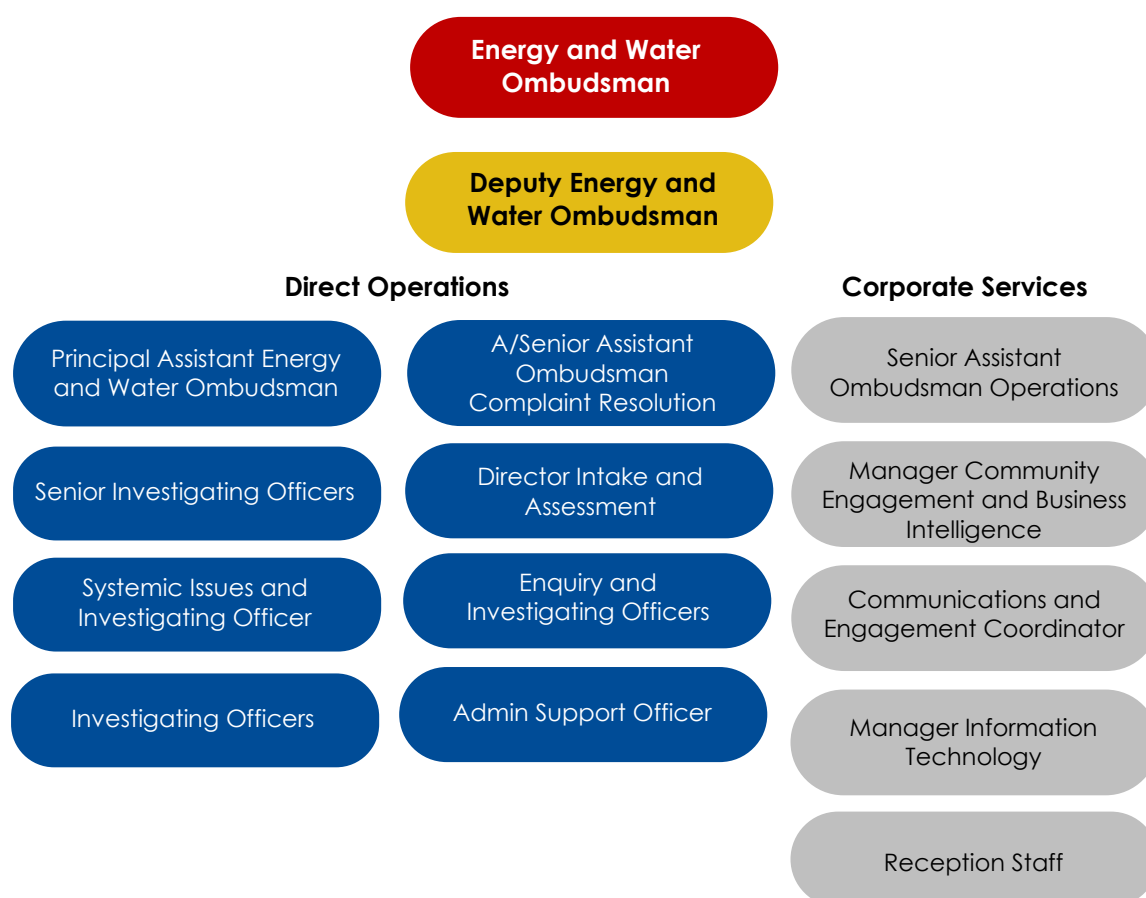 Energy and Water
Ombudsman
Deputy Energy and
Water Ombudsman
Direct Operations
Principal Assistant Energy
and Water Ombudsman
Senior Investigating Officers
Systemic Issues and
Investigating Officer
Investigating Officers
A/Senior Assistant
Ombudsman
Complaint Resolution
Director Intake and
Assessment
Enquiry and
Investigating Officers
Admin Support Officer
Corporate Services
Senior Assistant
Ombudsman Operations
Manager Community
Engagement and Business
Intelligence
Communications and
Engagement Coordinator
Manager Information
Technology
Reception Staff